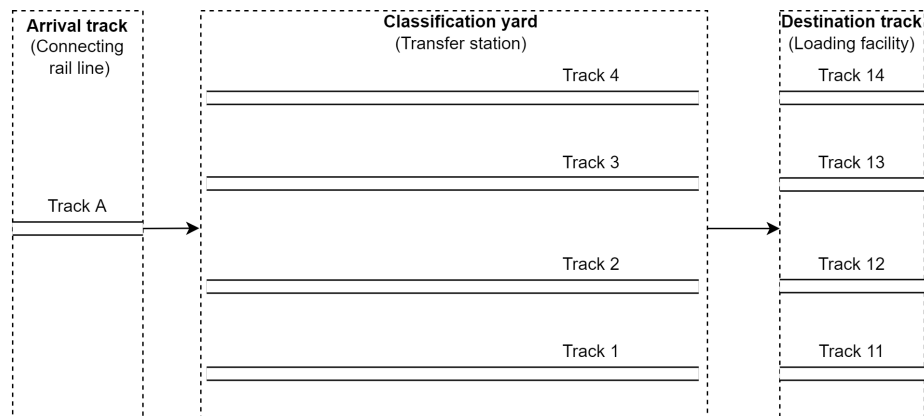 Arrival track
(Connecting
rail line)
Track A
Classification yard
(Transfer station)
Track 4
Track 3
Track 2
Track 1
Destination track
(Loading facility)
Track 14
Track 13
Track 12
Track 11